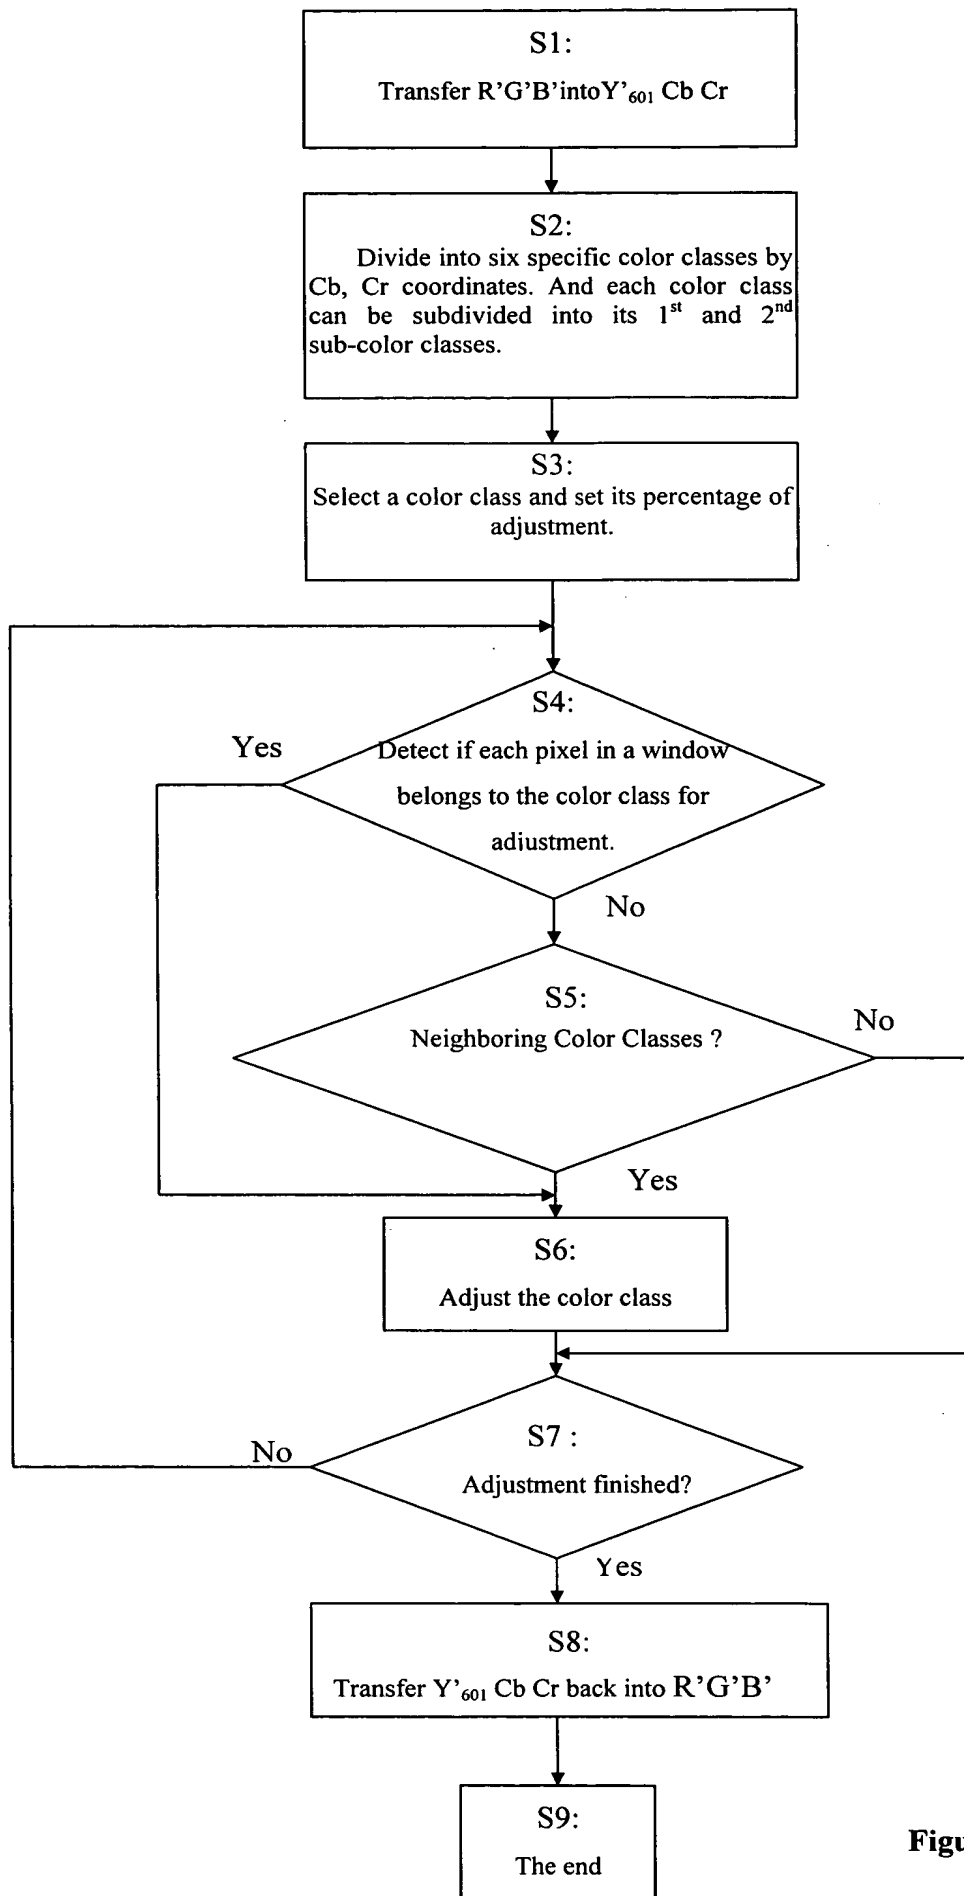 S1:
Transfer R’G’B’intoY’601 Cb Cr
S2:
Divide into six specific color classes by
Cb, Cr coordinates. And each color class
can be subdivided into its 1st and 2nd
sub-color classes.
S3:
Select a color class and set its percentage of
adjustment.
S4:
Yes
Detect if each pixel in a window
belongs to the color class for
adjustment.
No
S5:
No
Neighboring Color Classes ?
Yes
S6:
Adjust the color class
S7 :
No
Adjustment finished?
Yes
S8:
Transfer Y’601 Cb Cr back into R’G’B’
S9:
Figu
The end